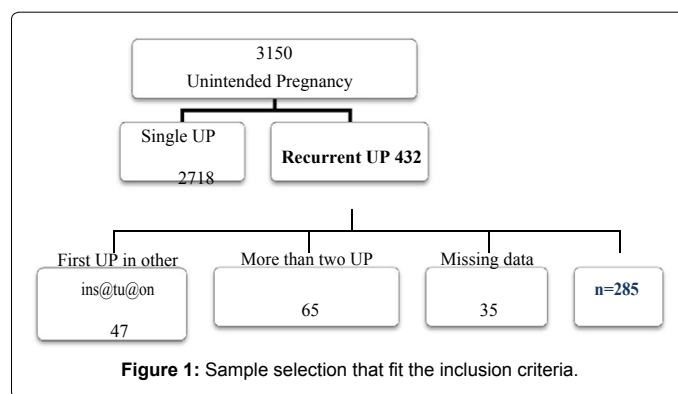 3150
Unintended Pregnancy
Single UP
2718
Recurrent UP 432
First UP in other
ins@tu@on
47
More than two UP
65
Missing data
35
n=285
Figure 1: Sample selection that fit the inclusion criteria.